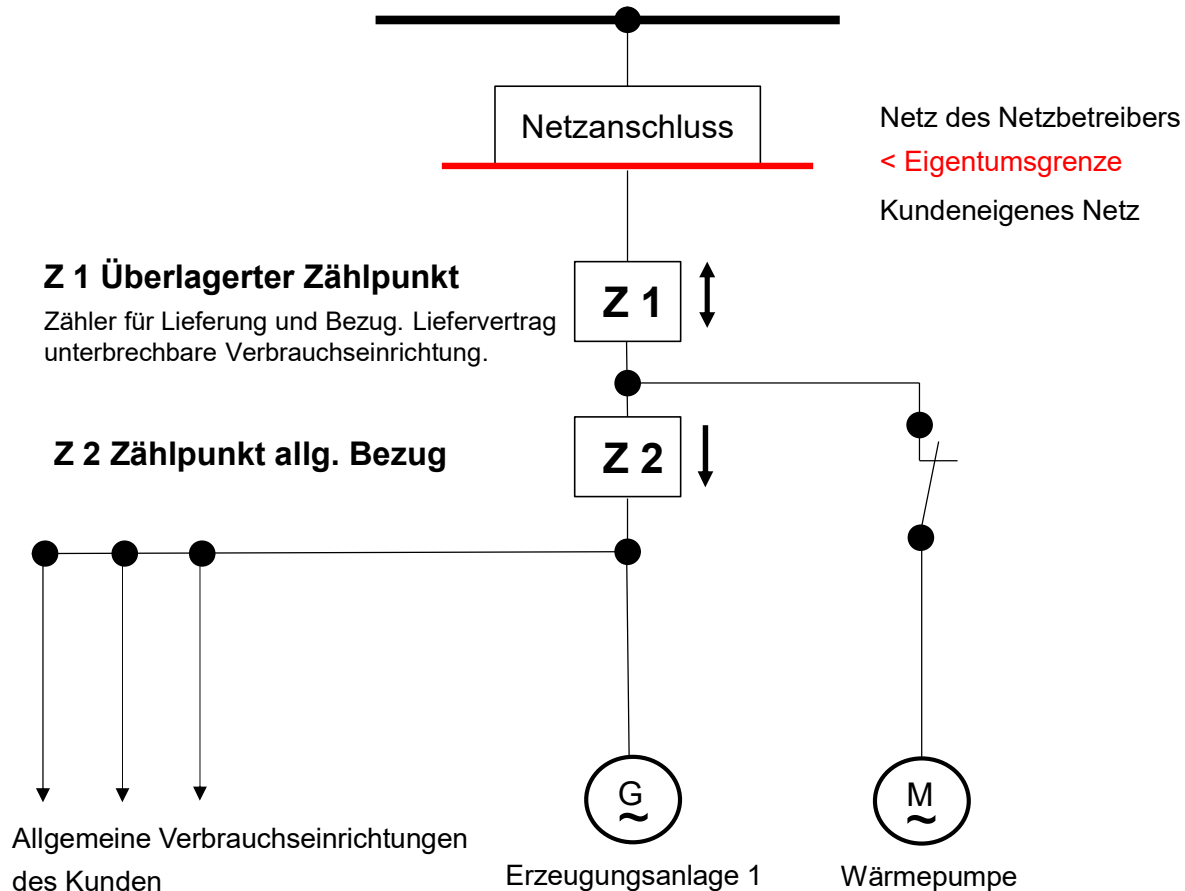 Netzanschluss
Netz des Netzbetreibers
< Eigentumsgrenze
Kundeneigenes Netz
Z 1 Überlagerter Zählpunkt
Zähler für Lieferung und Bezug. Liefervertrag
unterbrechbare Verbrauchseinrichtung.
Z 1
Z 2 Zählpunkt allg. Bezug
Z 2
G
~
M
~
Allgemeine Verbrauchseinrichtungen
des Kunden
Erzeugungsanlage 1
Wärmepumpe